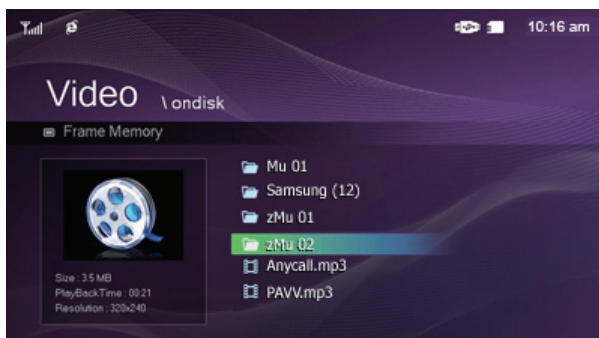 10:16 am
Video \ondisk
Frame Memory
Mu 01
Samsung (12)
zMu 01
zMu 02
Anycall.mp3
PAVV.mp3
Size : 3.5 MB
PlayBackTime : 00:21
Resolution : 320x240